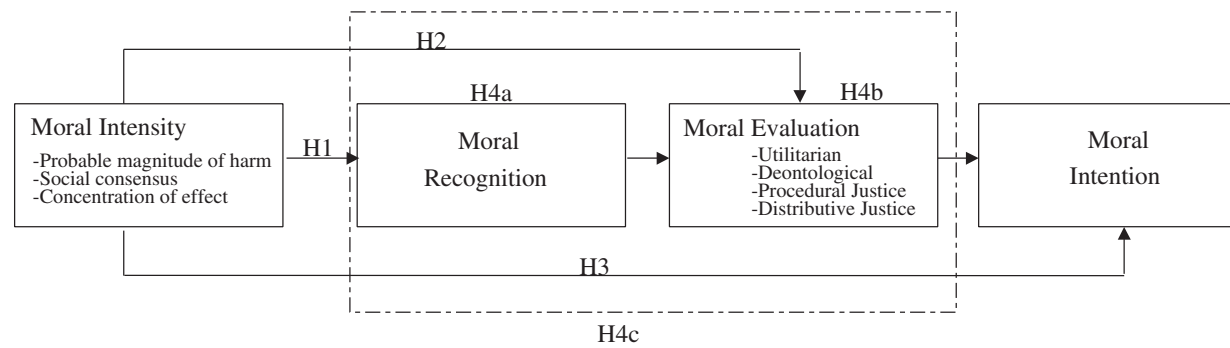 H2
H4a
H4b
Moral Intensity
-Probable magnitude of harm
-Social consensus
-Concentration of effect
H1
Moral
Recognition
Moral Evaluation
-Utilitarian
-Deontological
-Procedural Justice
-Distributive Justice
Moral
Intention
H3
H4c